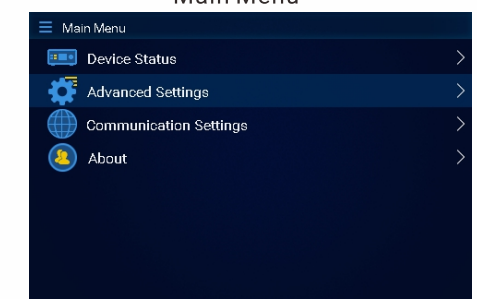 Main Menu
Main Menu
Device Status
Advanced Settings
Communication Settings
About